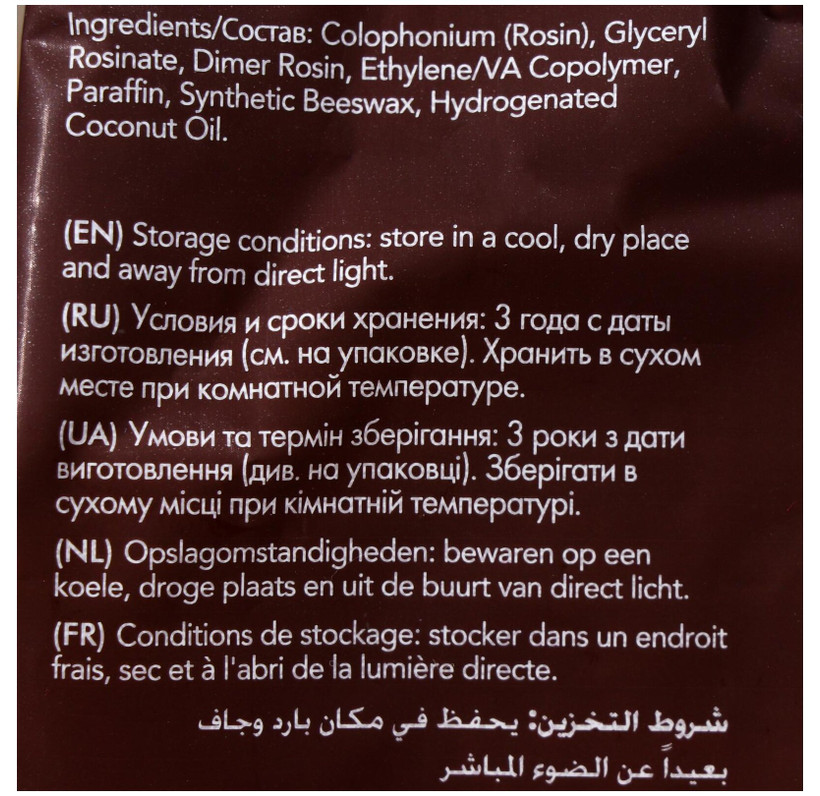 Ingredients/Состав: Colophonium (Rosin), Glyceryl
Rosinate, Dimer Rosin, Ethylene/VA Copolymer,
Paraffin, Synthetic Beeswax, Hydrogenated
Coconut Oil.
(EN) Storage conditions: store in a cool, dry place
and away from direct light.
(RU) Условия и сроки хранения: 3 года с даты
изготовления (см. на упаковке). Хранить в сухом
месте при комнатной температуре.
(UA) Умови та термін зберігання: 3 роки з дати
виготовлення (див. на упаковці). Зберігати в
сухому місці при кімнатній температурі.
(NL) Opslagomstandigheden: bewaren op een
koele, droge plaats en uit de buurt van direct licht.
(FR) Conditions de stockage: stocker dans un endroit
frais, sec et à l'abri de la lumière directe.
شروط التخزين: يحفظ في مكان بارد وجاف
بعيداً عن الضوء المباشر